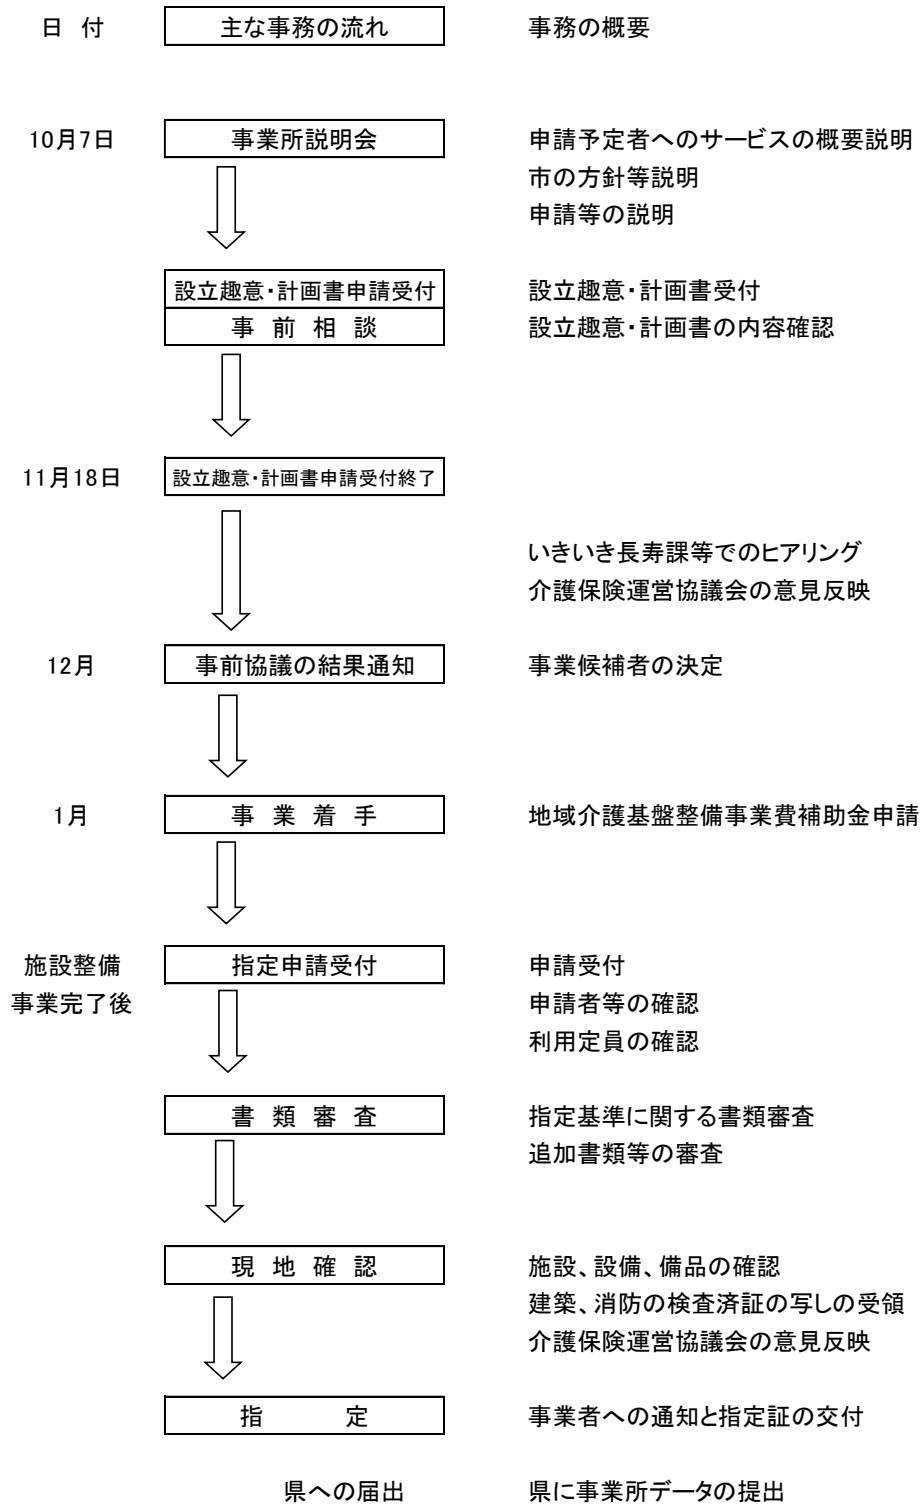 日 付 主な事務の流れ 事務の概要
10月7日 事業所説明会 申請予定者へのサービスの概要説明
市の方針等説明
申請等の説明
設立趣意・計画書申請受付 設立趣意・計画書受付
事 前 相 談 設立趣意・計画書の内容確認
11月18日 設立趣意・計画書申請受付終了
いきいき長寿課等でのヒアリング
介護保険運営協議会の意見反映
12月 事前協議の結果通知 事業候補者の決定
1月 事 業 着 手 地域介護基盤整備事業費補助金申請
施設整備 指定申請受付 申請受付
事業完了後 申請者等の確認
利用定員の確認
書 類 審 査 指定基準に関する書類審査
追加書類等の審査
現 地 確 認 施設、設備、備品の確認
建築、消防の検査済証の写しの受領
介護保険運営協議会の意見反映
指 定 事業者への通知と指定証の交付
県への届出 県に事業所データの提出